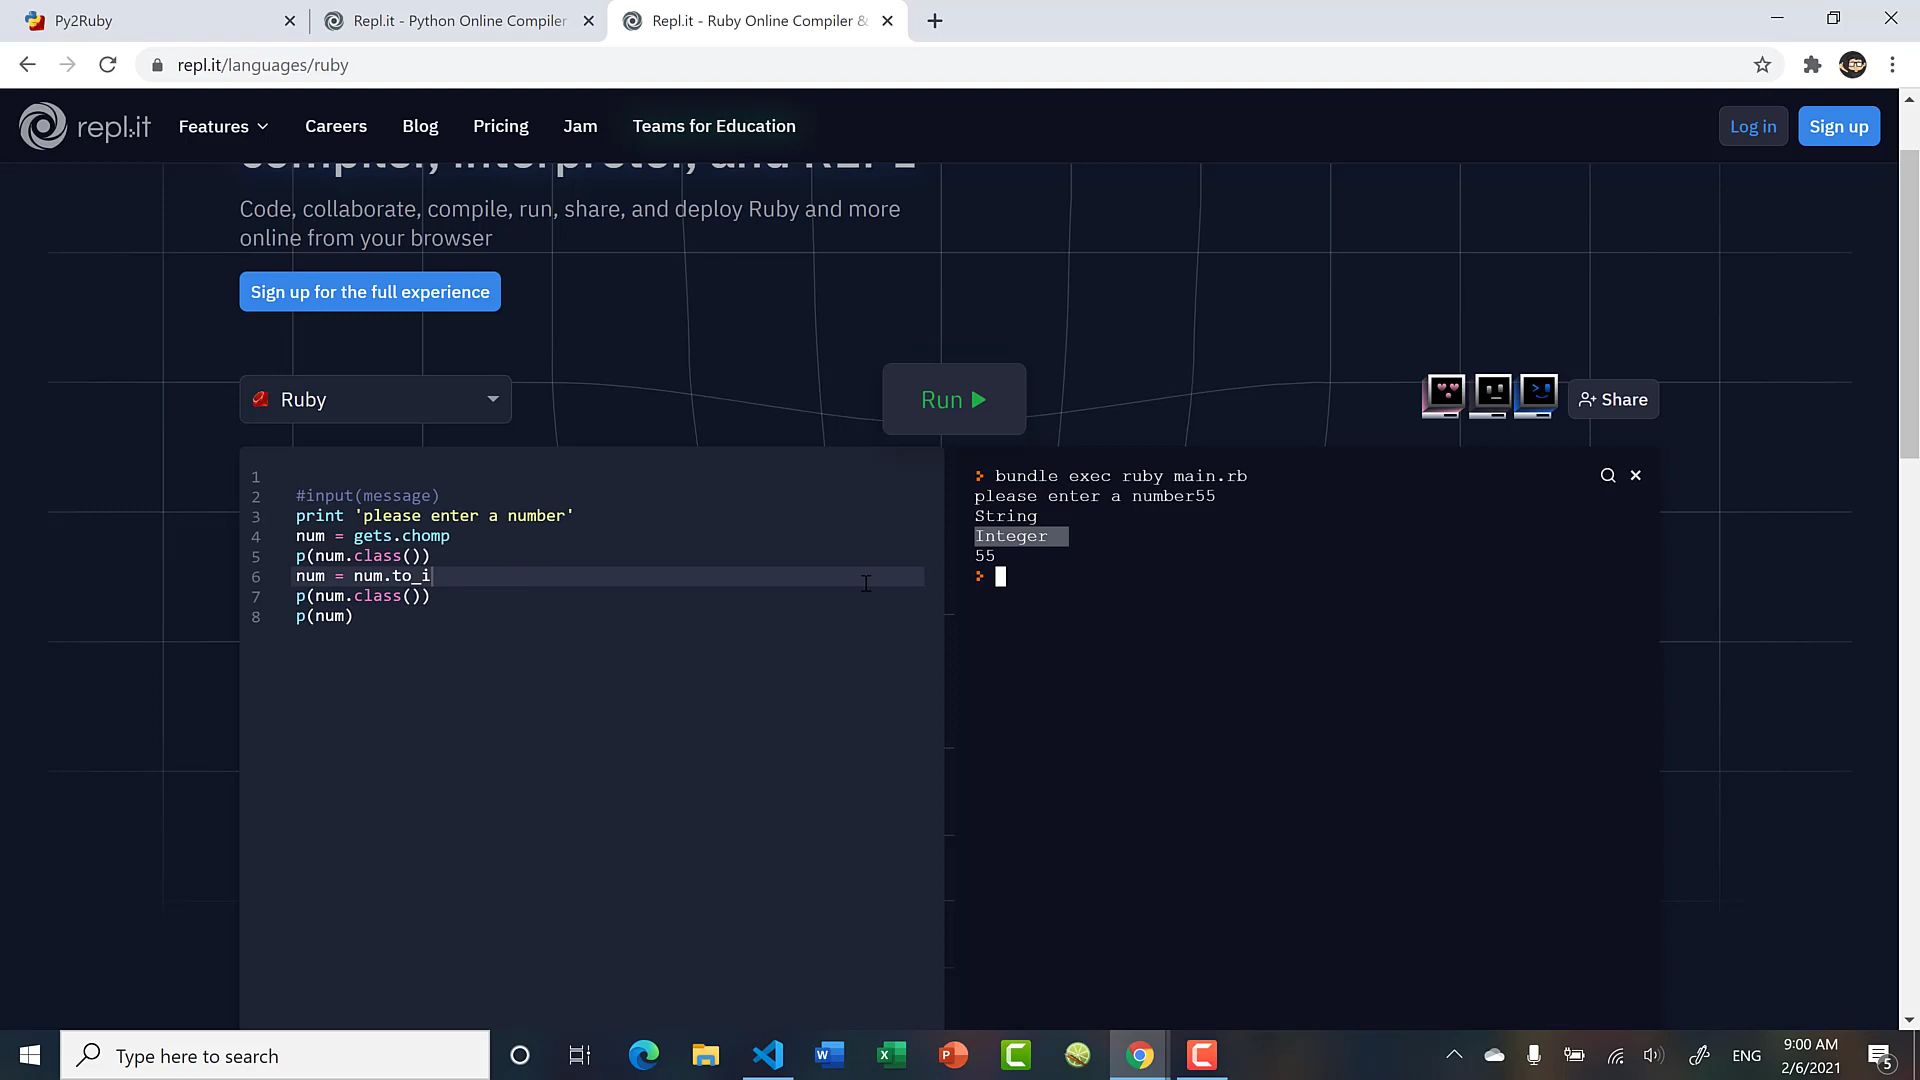 Py2Ruby
Repl.it - Python Online Compiler
Repl.it - Ruby Online Compiler &
repl.it/languages/ruby
repl.it
Features
Careers
Blog
Pricing
Jam
Teams for Education
Log in
Sign up
Code, collaborate, compile, run, share, and deploy Ruby and more
online from your browser
Sign up for the full experience
Ruby
Run
Share
1
2 #input(message)
3 print 'please enter a number'
4 num = gets.chomp
5 p(num.class())
6 num = num.to_i
7 p(num.class())
8 p(num)
bundle exec ruby main.rb
please enter a number55
String
Integer
55
Type here to search
ENG
9:00 AM
2/6/2021
5